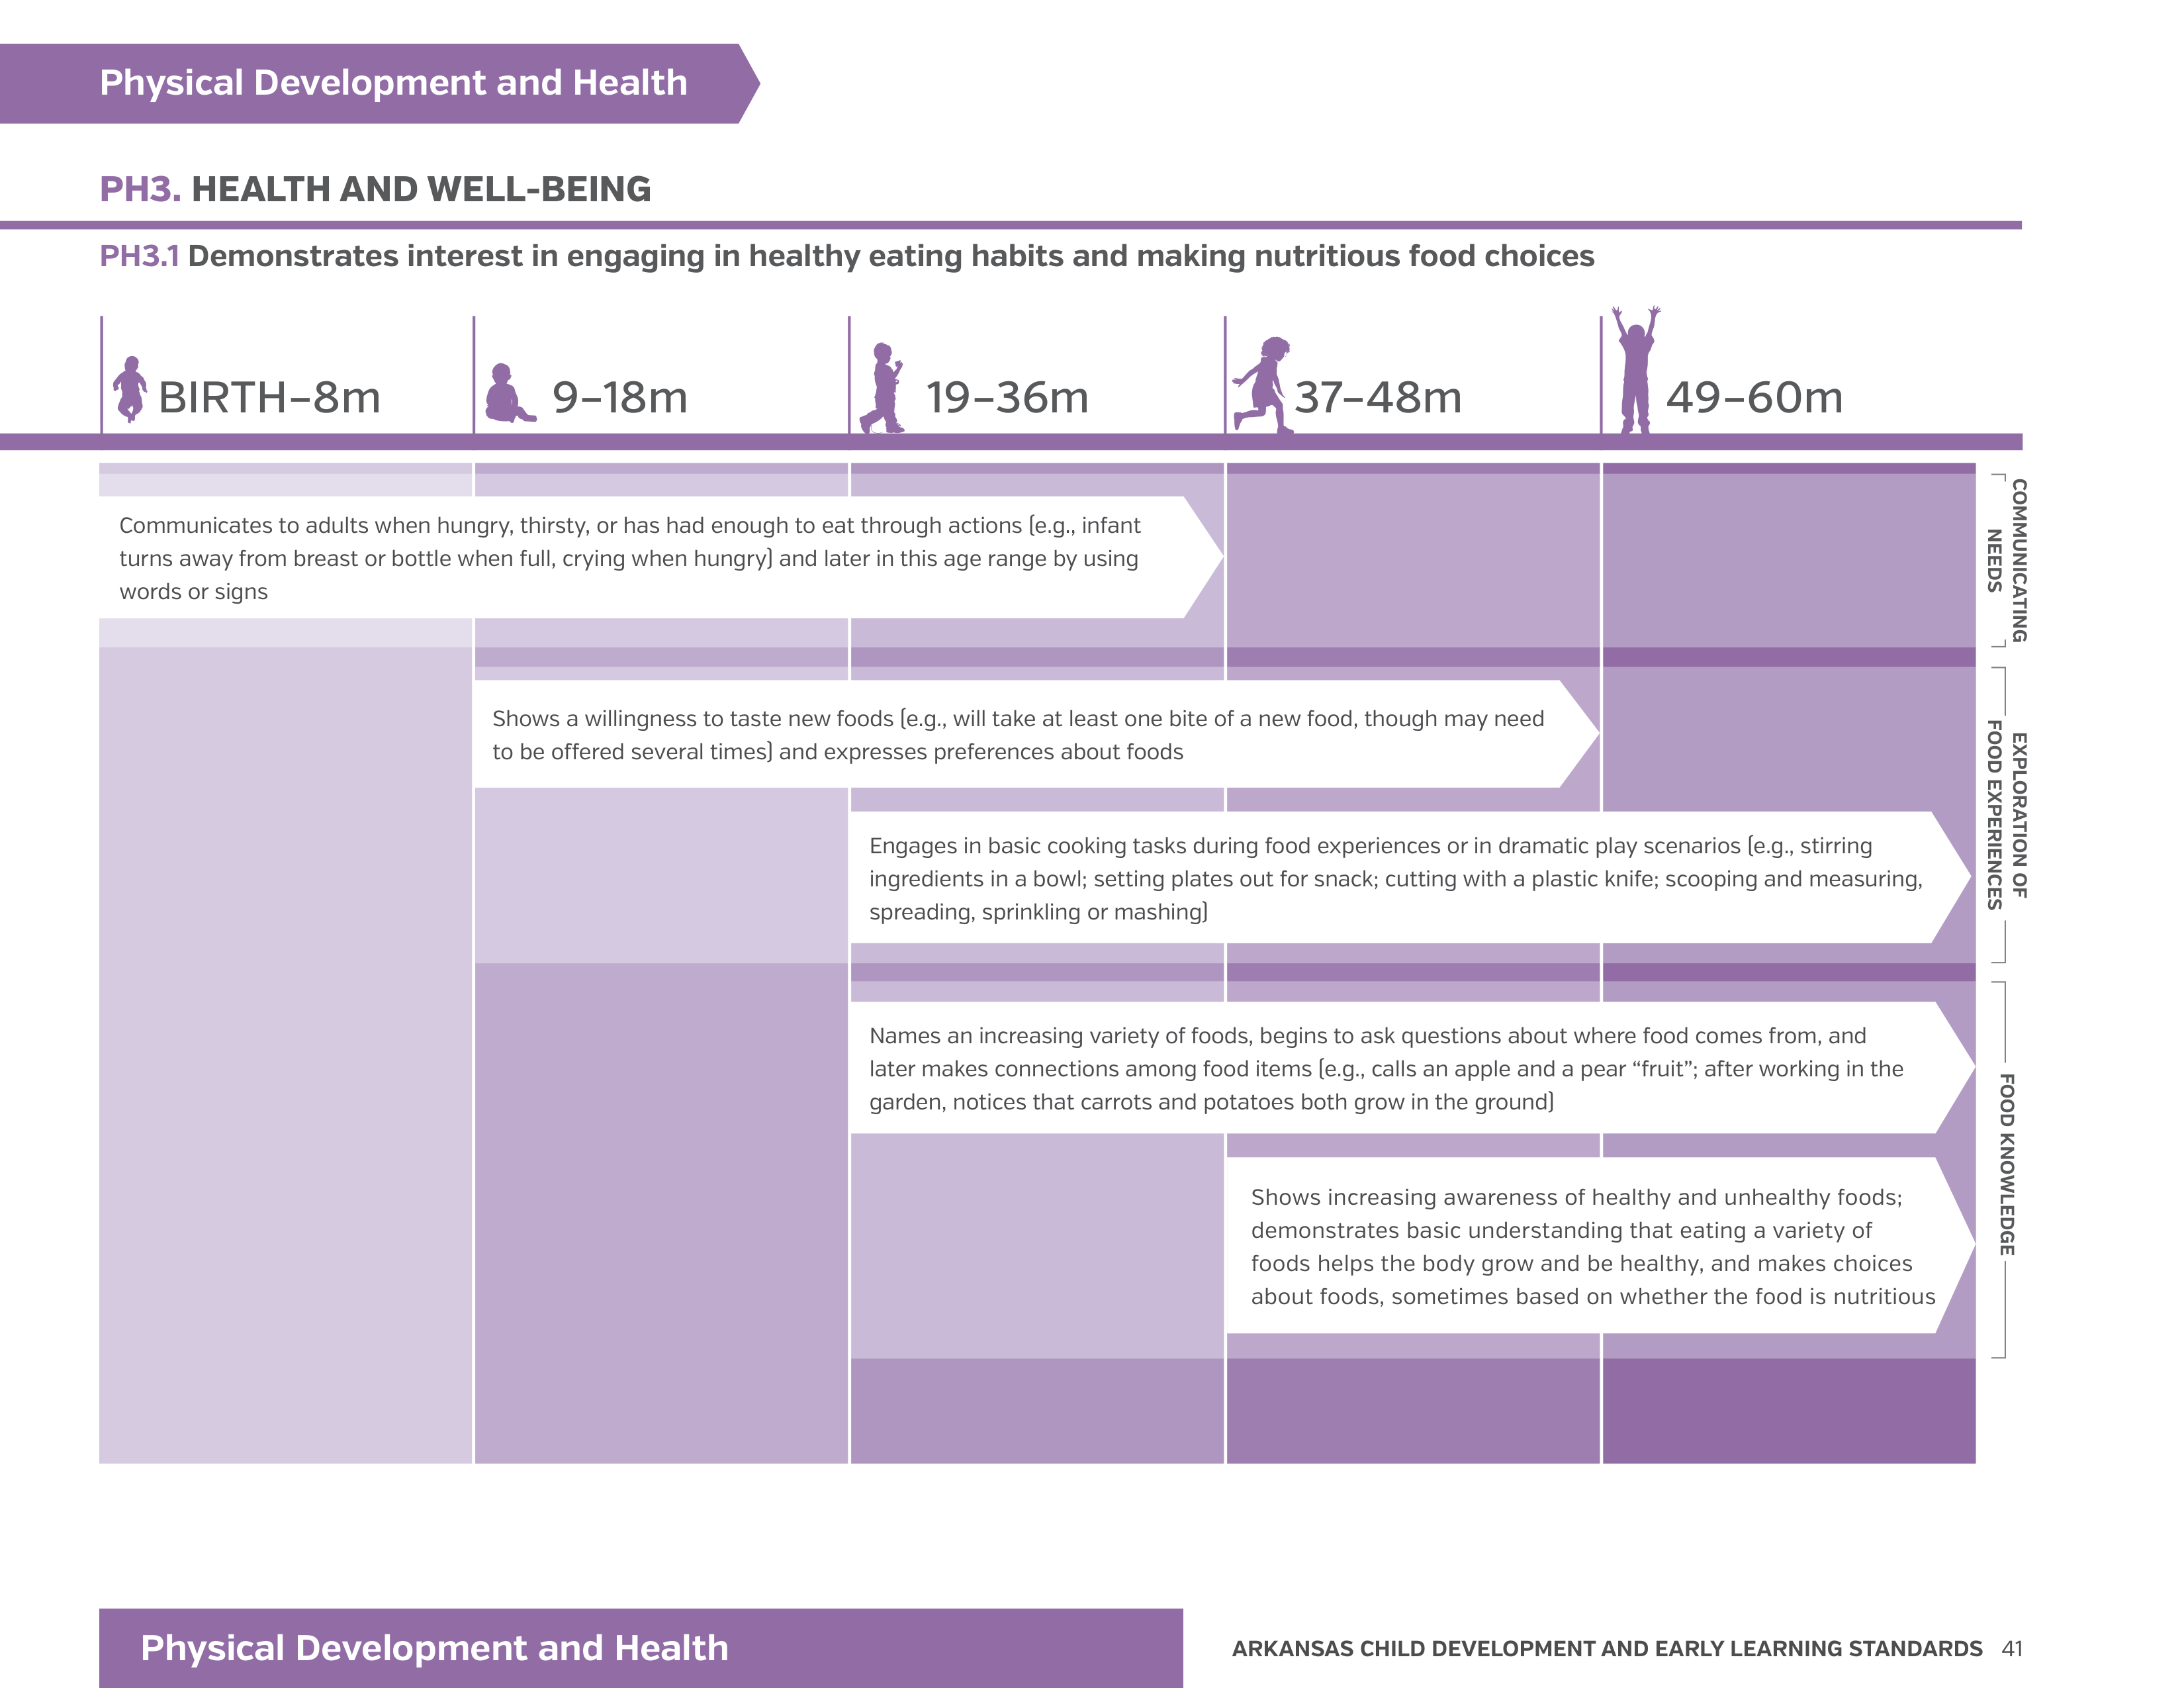 Physical Development and Health
PH3. HEALTH AND WELL-BEING
PH3.1 Demonstrates interest in engaging in healthy eating habits and making nutritious food choices
BIRTH–8m
9–18m
19–36m
37–48m
49–60m
Communicates to adults when hungry, thirsty, or has had enough to eat through actions (e.g., infant
turns away from breast or bottle when full, crying when hungry) and later in this age range by using
words or signs
COMMUNICATING
NEEDS
Shows a willingness to taste new foods (e.g., will take at least one bite of a new food, though may need
to be offered several times) and expresses preferences about foods
Engages in basic cooking tasks during food experiences or in dramatic play scenarios (e.g., stirring
ingredients in a bowl; setting plates out for snack; cutting with a plastic knife; scooping and measuring,
spreading, sprinkling or mashing)
EXPLORATION OF
FOOD EXPERIENCES
Names an increasing variety of foods, begins to ask questions about where food comes from, and
later makes connections among food items (e.g., calls an apple and a pear “fruit”; after working in the
garden, notices that carrots and potatoes both grow in the ground)
Shows increasing awareness of healthy and unhealthy foods;
demonstrates basic understanding that eating a variety of
foods helps the body grow and be healthy, and makes choices
about foods, sometimes based on whether the food is nutritious
FOOD KNOWLEDGE
Physical Development and Health
ARKANSAS CHILD DEVELOPMENT AND EARLY LEARNING STANDARDS 41